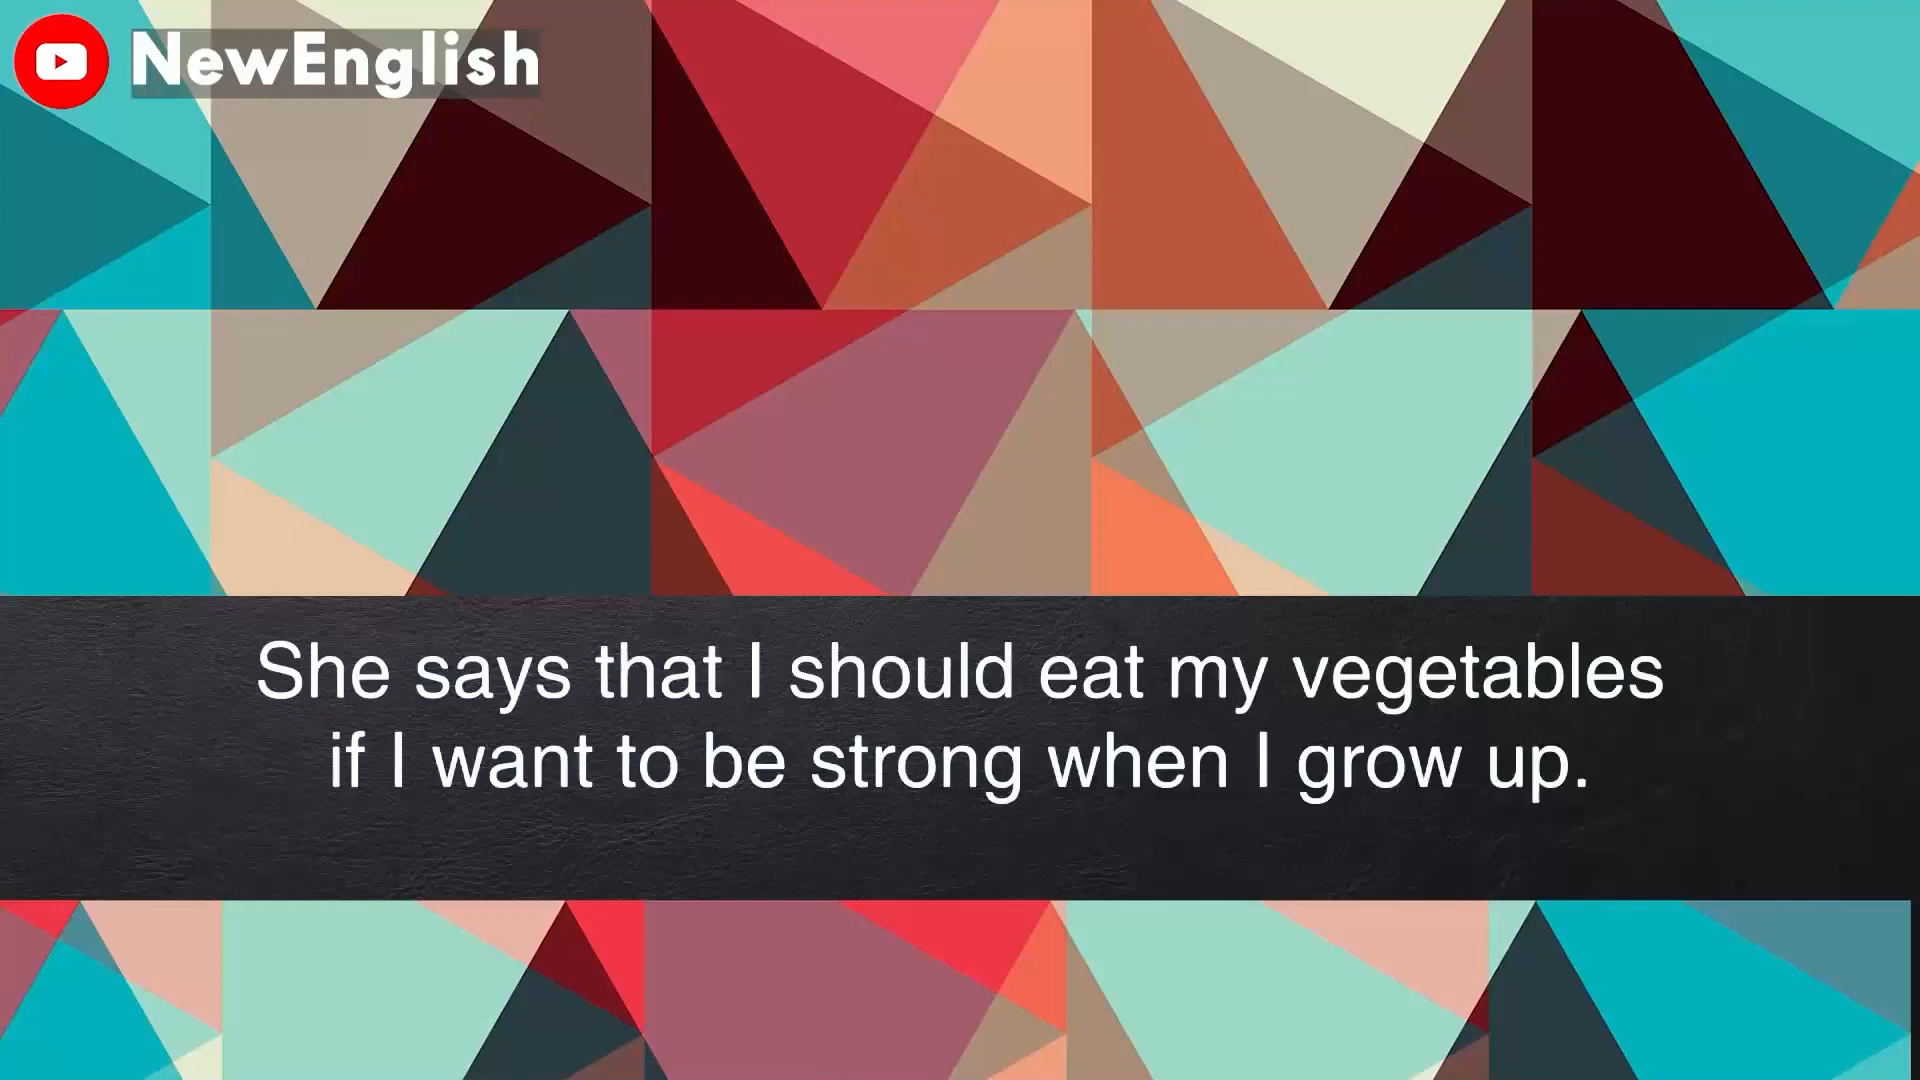 NewEnglish
She says that I should eat my vegetables
if I want to be strong when I grow up.